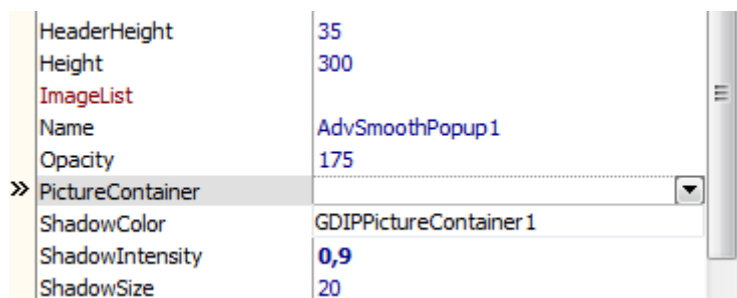 HeaderHeight 35
Height 300
ImageList
Name AdvSmoothPopup1
Opacity 175
» PictureContainer
ShadowColor GDIPPictureContainer1
ShadowIntensity 0,9
ShadowSize 20